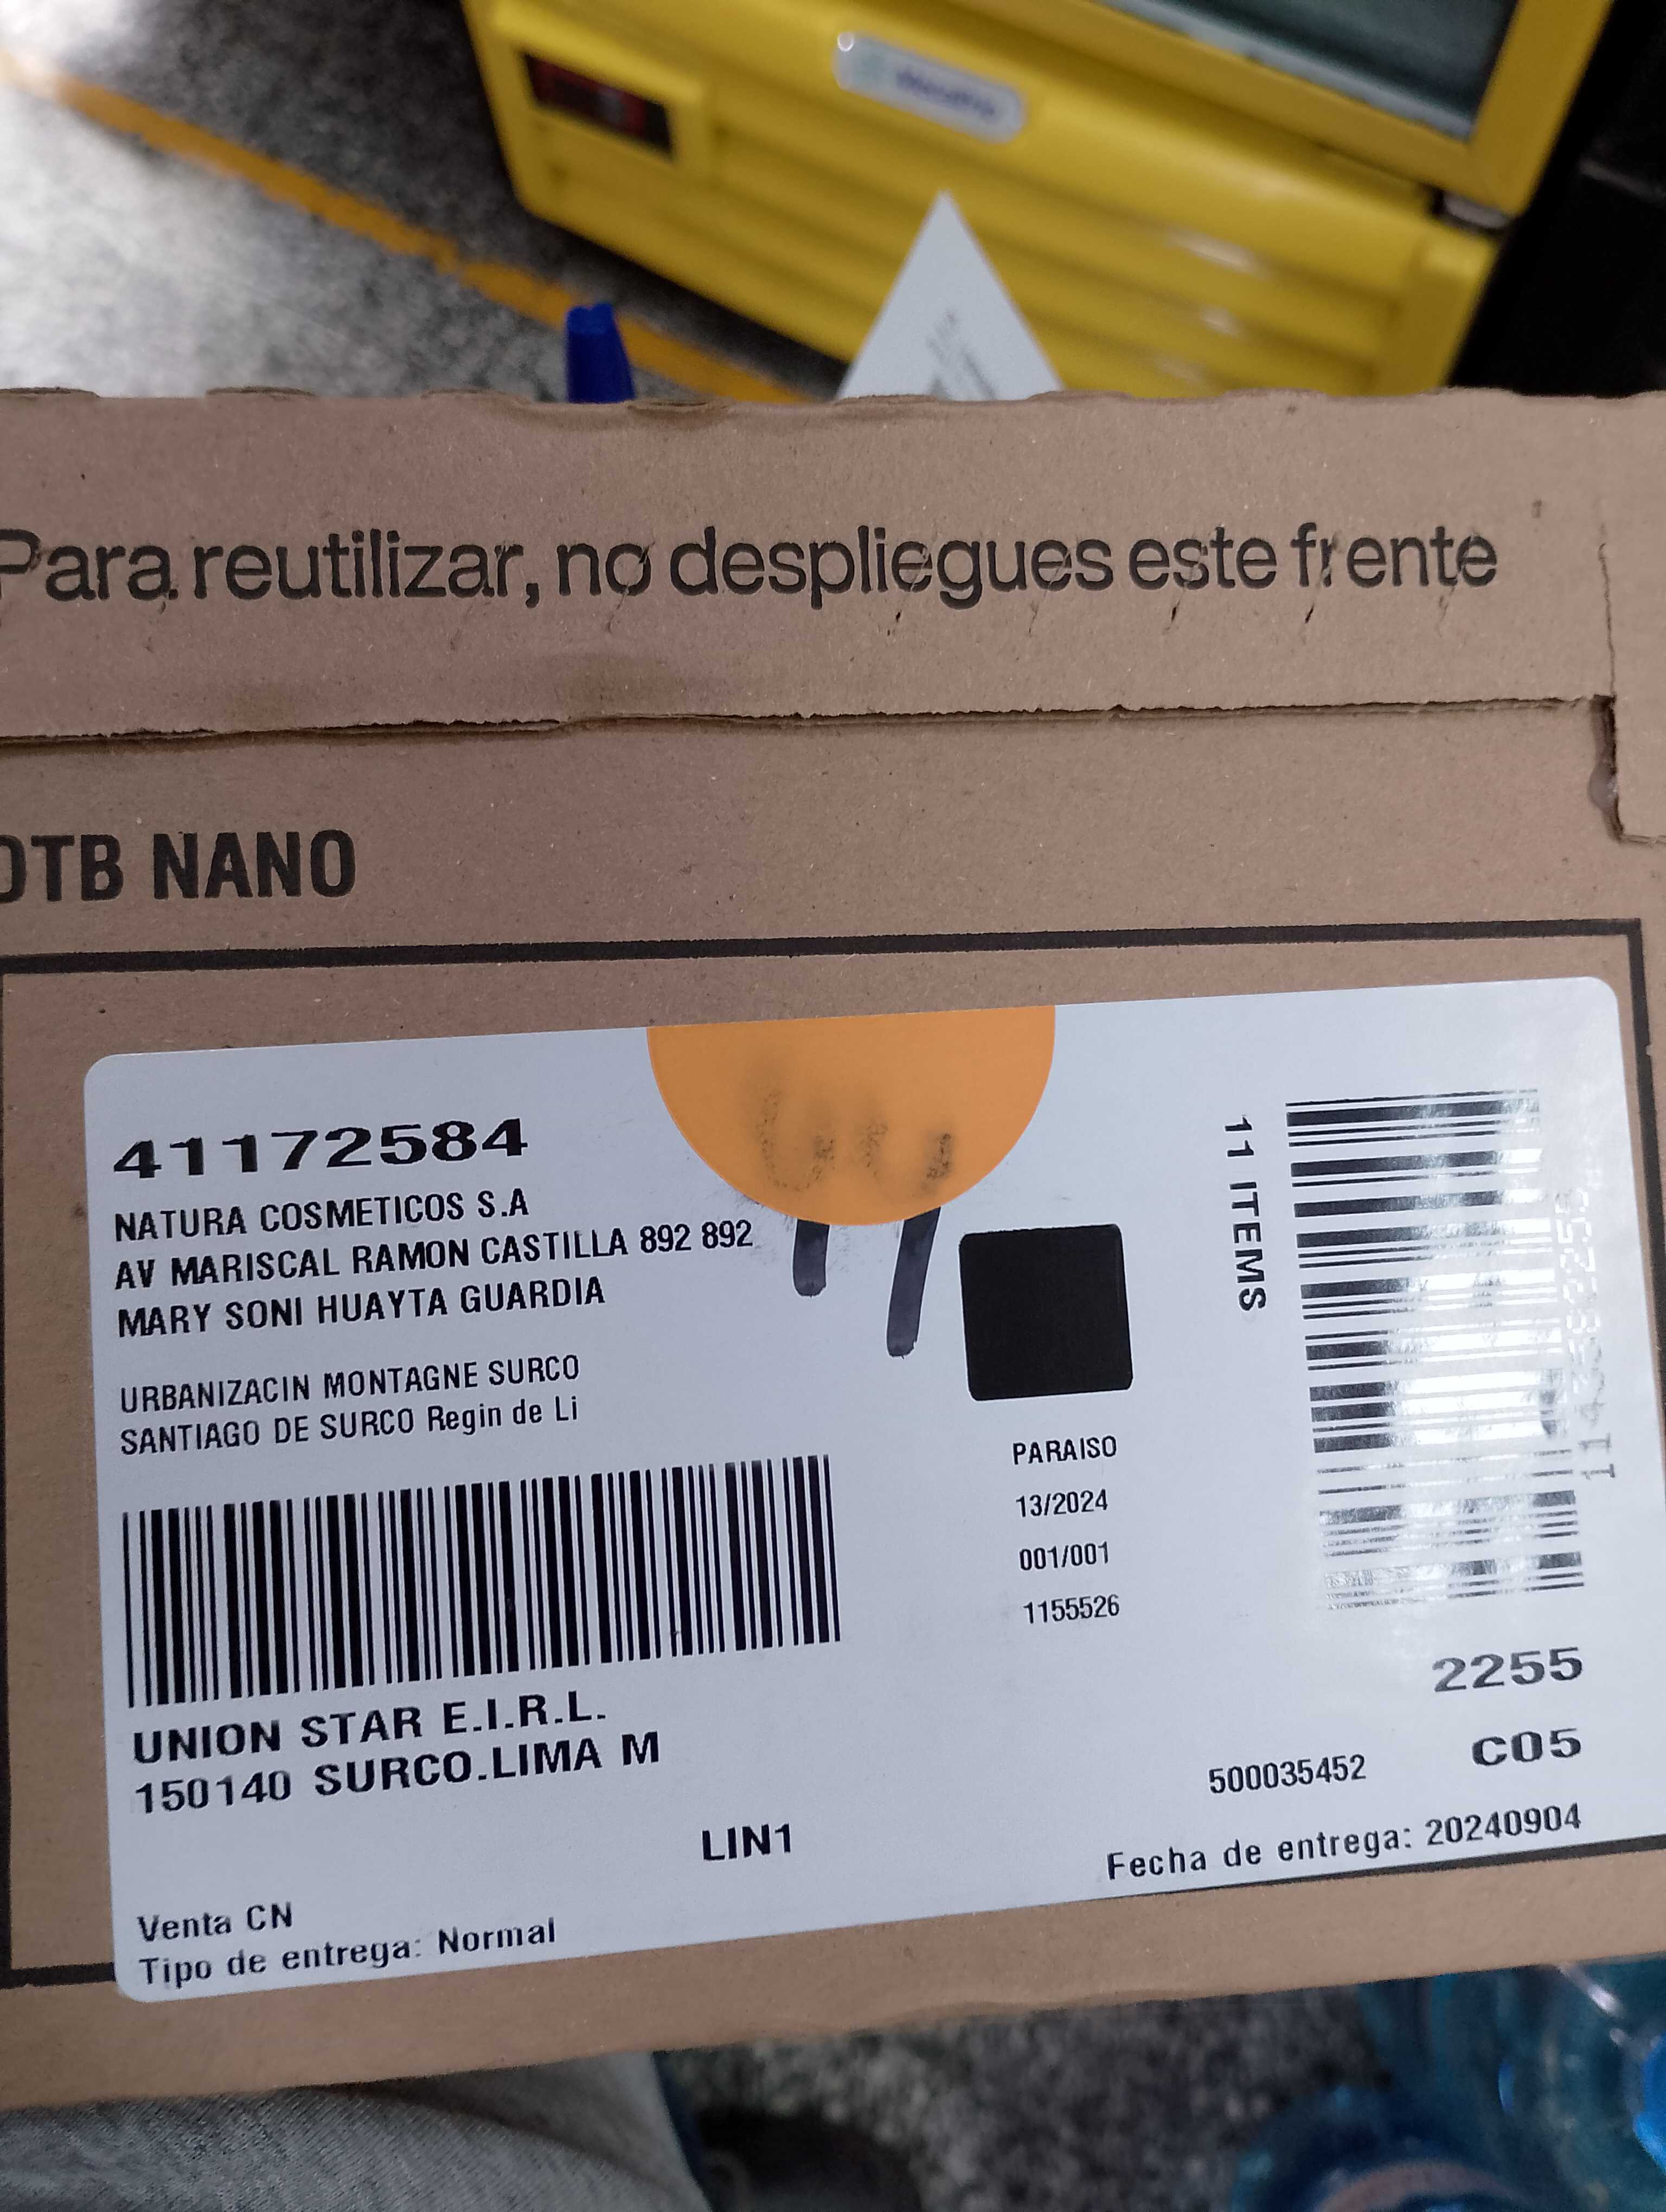 Para reutilizar, no despliegues este frente
OTB NANO
41172584
NATURA COSMETICOS S.A
AV MARISCAL RAMON CASTILLA 892 892
MARY SONI HUAYTA GUARDIA
URBANIZACIN MONTAGNE SURCO
SANTIAGO DE SURCO Regin de Li
11 ITEMS
PARAISO
13/2024
001/001
1155526
UNION STAR E.I.R.L.
150140 SURCO.LIMA M
2255
C05
500035452
LIN1
Fecha de entrega: 20240904
Venta CN
Tipo de entrega: Normal